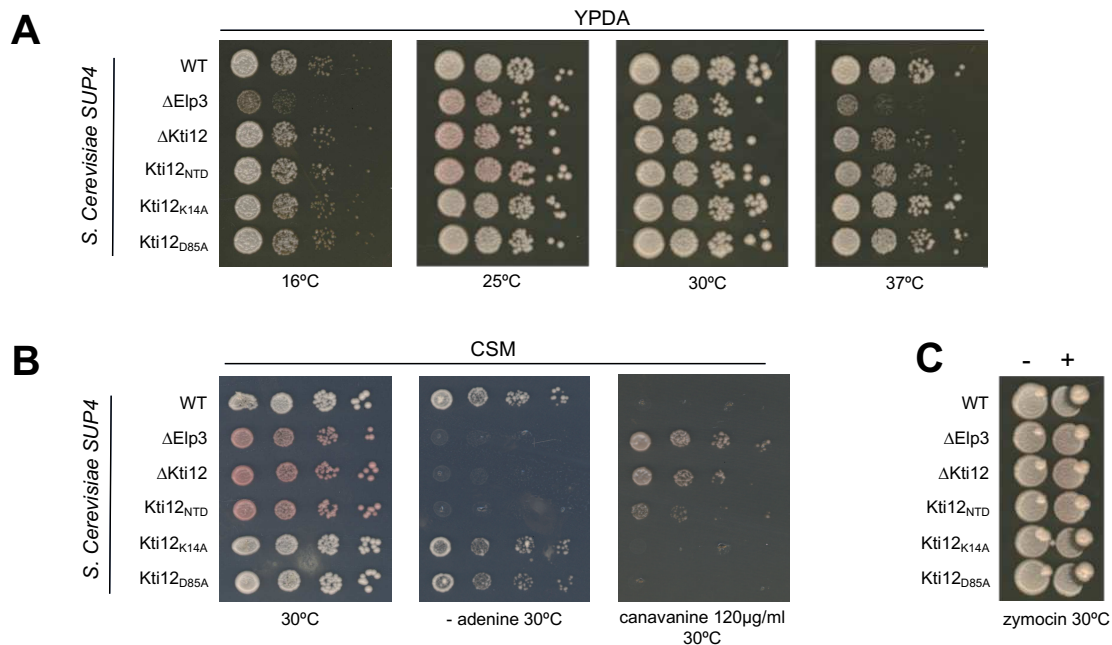 A
YPDA
S. Cerevisiae SUP4
WT
ΔElp3
ΔKti12
Kti12NTD
Kti12K14A
Kti12D85A
16ºC
25ºC
30ºC
37ºC
B
CSM
S. Cerevisiae SUP4
WT
ΔElp3
ΔKti12
Kti12NTD
Kti12K14A
Kti12D85A
30ºC
- adenine 30ºC
canavanine 120µg/ml
30ºC
C
- +
WT
ΔElp3
ΔKti12
Kti12NTD
Kti12K14A
Kti12D85A
zymocin 30ºC